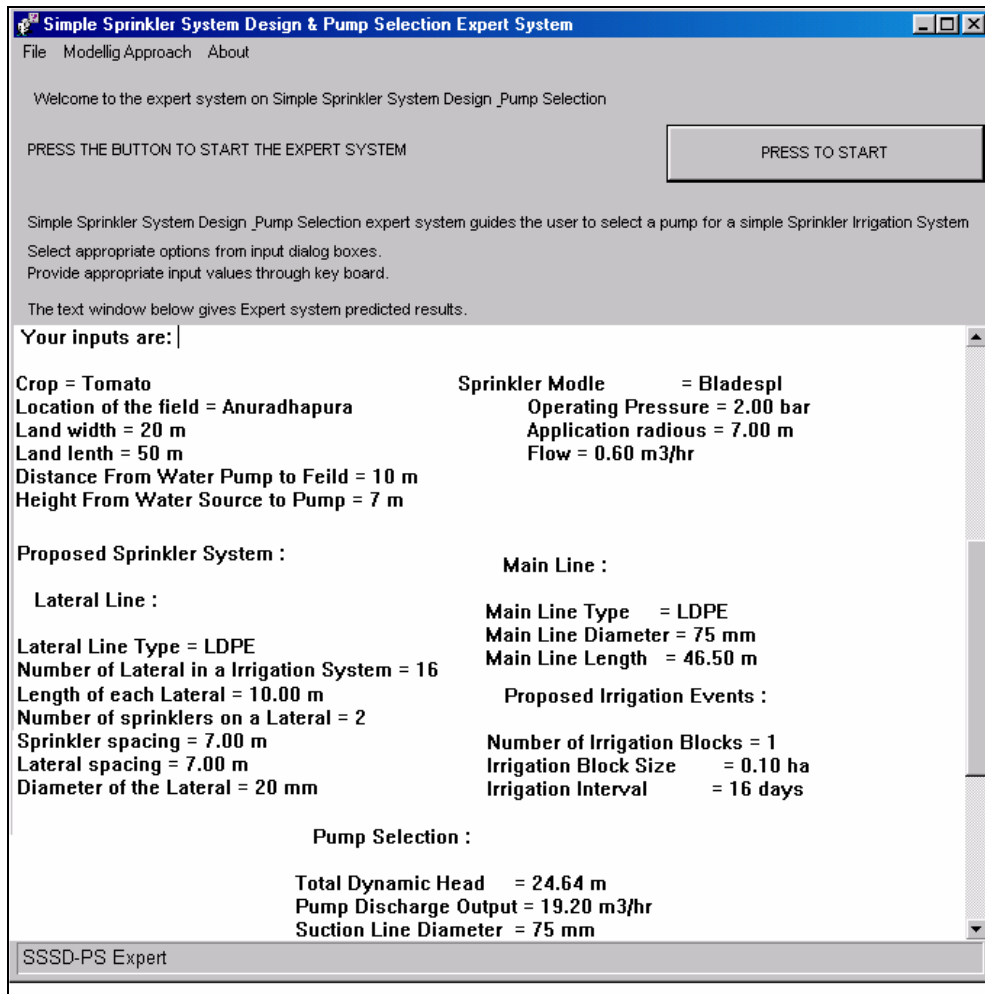 Simple Sprinkler System Design & Pump Selection Expert System
File Modellig Approach About
Welcome to the expert system on Simple Sprinkler System Design _Pump Selection
PRESS THE BUTTON TO START THE EXPERT SYSTEM
PRESS TO START
Simple Sprinkler System Design _Pump Selection expert system guides the user to select a pump for a simple Sprinkler Irrigation System
Select appropriate options from input dialog boxes.
Provide appropriate input values through key board.
The text window below gives Expert system predicted results.
Your inputs are:
Crop = Tomato
Location of the field = Anuradhapura
Land width = 20 m
Land lenth = 50 m
Distance From Water Pump to Feild = 10 m
Height From Water Source to Pump = 7 m
Sprinkler Modle = Bladespl
Operating Pressure = 2.00 bar
Application radious = 7.00 m
Flow = 0.60 m3/hr
Proposed Sprinkler System :
Lateral Line :
Lateral Line Type = LDPE
Number of Lateral in a Irrigation System = 16
Length of each Lateral = 10.00 m
Number of sprinklers on a Lateral = 2
Sprinkler spacing = 7.00 m
Lateral spacing = 7.00 m
Diameter of the Lateral = 20 mm
Main Line :
Main Line Type = LDPE
Main Line Diameter = 75 mm
Main Line Length = 46.50 m
Proposed Irrigation Events :
Number of Irrigation Blocks = 1
Irrigation Block Size = 0.10 ha
Irrigation Interval = 16 days
Pump Selection :
Total Dynamic Head = 24.64 m
Pump Discharge Output = 19.20 m3/hr
Suction Line Diameter = 75 mm
SSSD-PS Expert